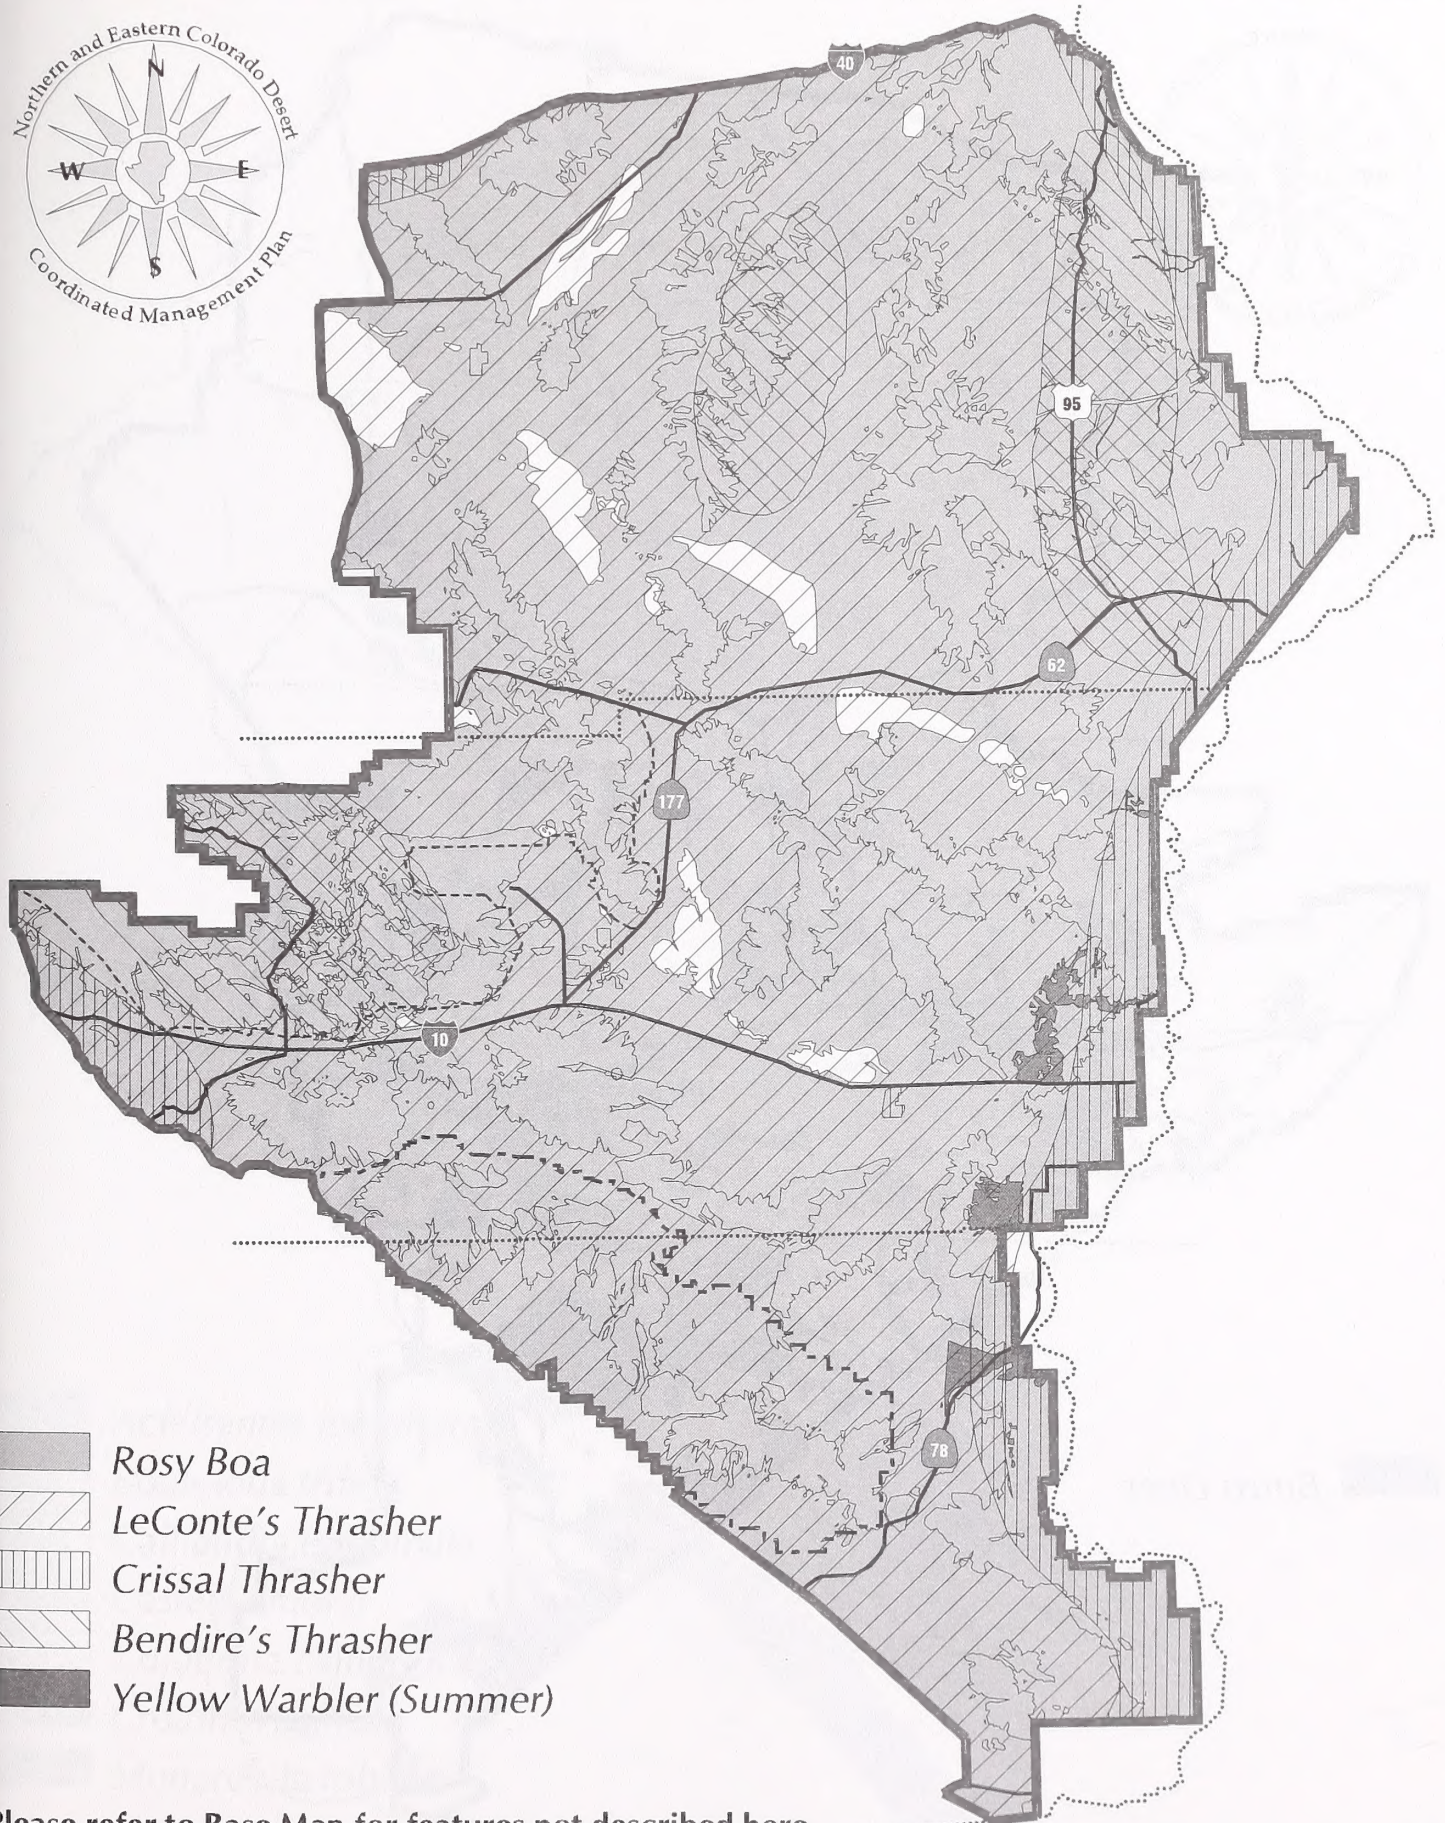 Northern and Eastern Colorado Desert
N
W
E
S
Coordinated Management Plan
40
95
62
177
10
78
Rosy Boa
LeConte's Thrasher
Crissal Thrasher
Bendire's Thrasher
Yellow Warbler (Summer)
Please refer to Base Map for features not described here